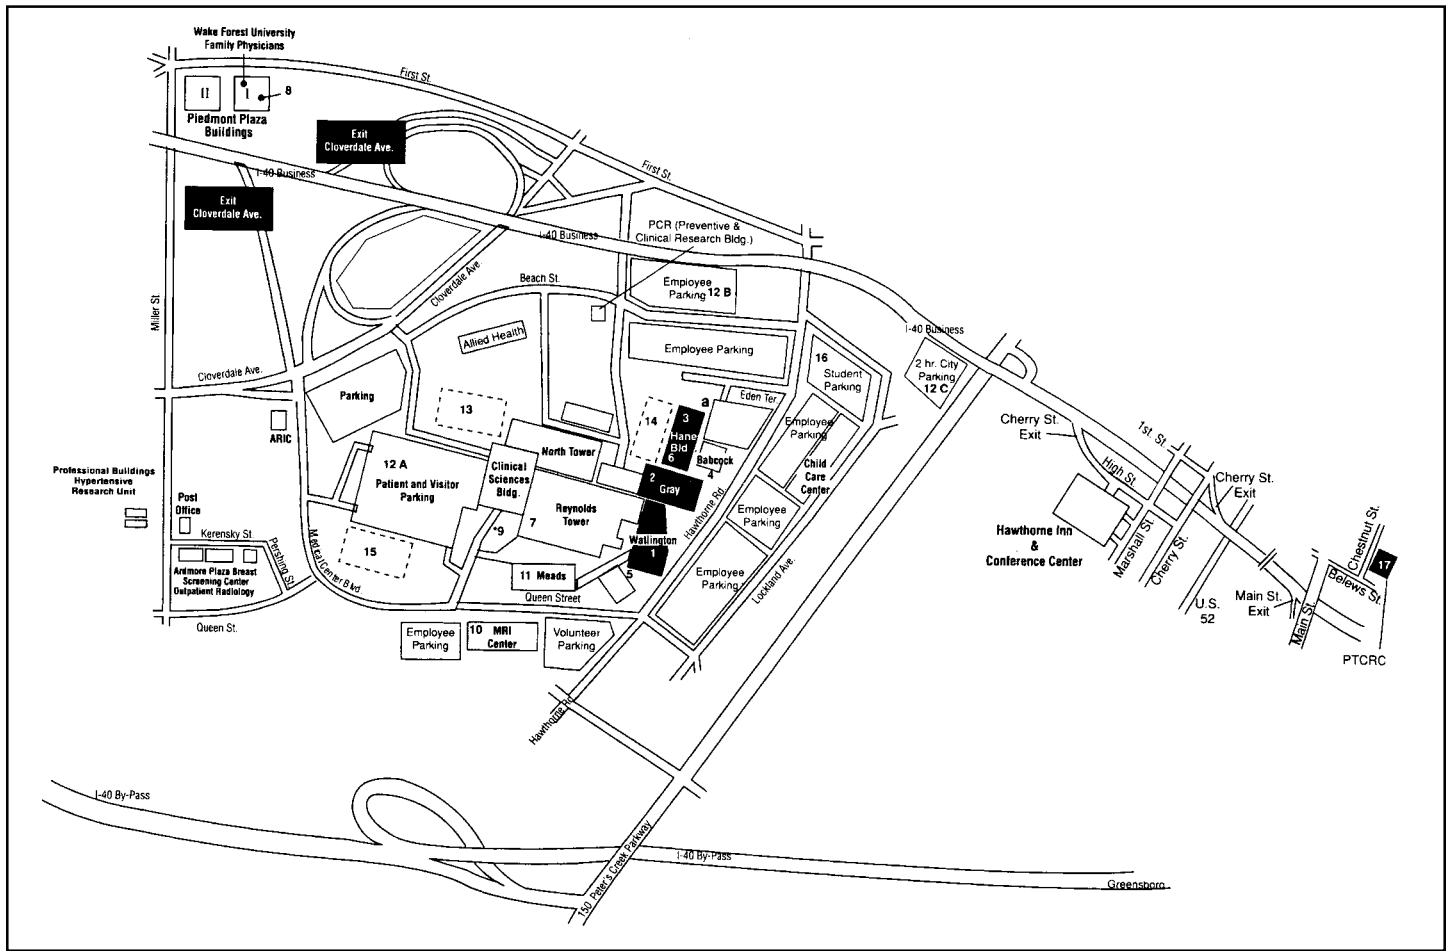 Wake Forest University
Family Physicians
First St.
II
I
8
Piedmont Plaza
Buildings
Exit
Cloverdale Ave.
I-40 Business
First St.
Exit
Cloverdale Ave.
PCR (Preventive &
Clinical Research Bldg.)
I-40 Business
Cloverdale Ave.
Beach St.
Employee
Parking 12 B
Miller St.
Allied Health
Employee Parking
I-40 Business
16
Student
Parking
2 hr. City
Parking
12 C
Cloverdale Ave.
Parking
13
14
a
3
Hanes
Bld
6
Eden Ter.
Employee
Parking
Cherry St.
Exit
1st. St.
ARIC
North Tower
Babcock
4
Child
Care
Center
High St.
Cherry St.
Exit
Professional Buildings
Hypertensive
Research Unit
12 A
Patient and Visitor
Parking
Clinical
Sciences
Bldg.
2
Gray
Hawthorne Rd.
Post
Office
Reynolds
Tower
7
*9
Employee
Parking
Hawthorne Inn
&
Conference Center
Marshall St.
Cherry St.
Chestnut St.
Kerensky St.
Pershing St.
15
Medical Center Blvd.
Watlington
1
5
17
Belews St.
Ardmore Plaza Breast
Screening Center
Outpatient Radiology
11 Meads
Queen Street
Employee
Parking
Lockland Ave.
U.S.
52
Main St.
Exit
Main St.
Queen St.
Employee
Parking
10 MRI
Center
Volunteer
Parking
PTCRC
Hawthorne Rd.
I-40 By-Pass
150 Peter's Creek Parkway
I-40 By-Pass
Greensboro